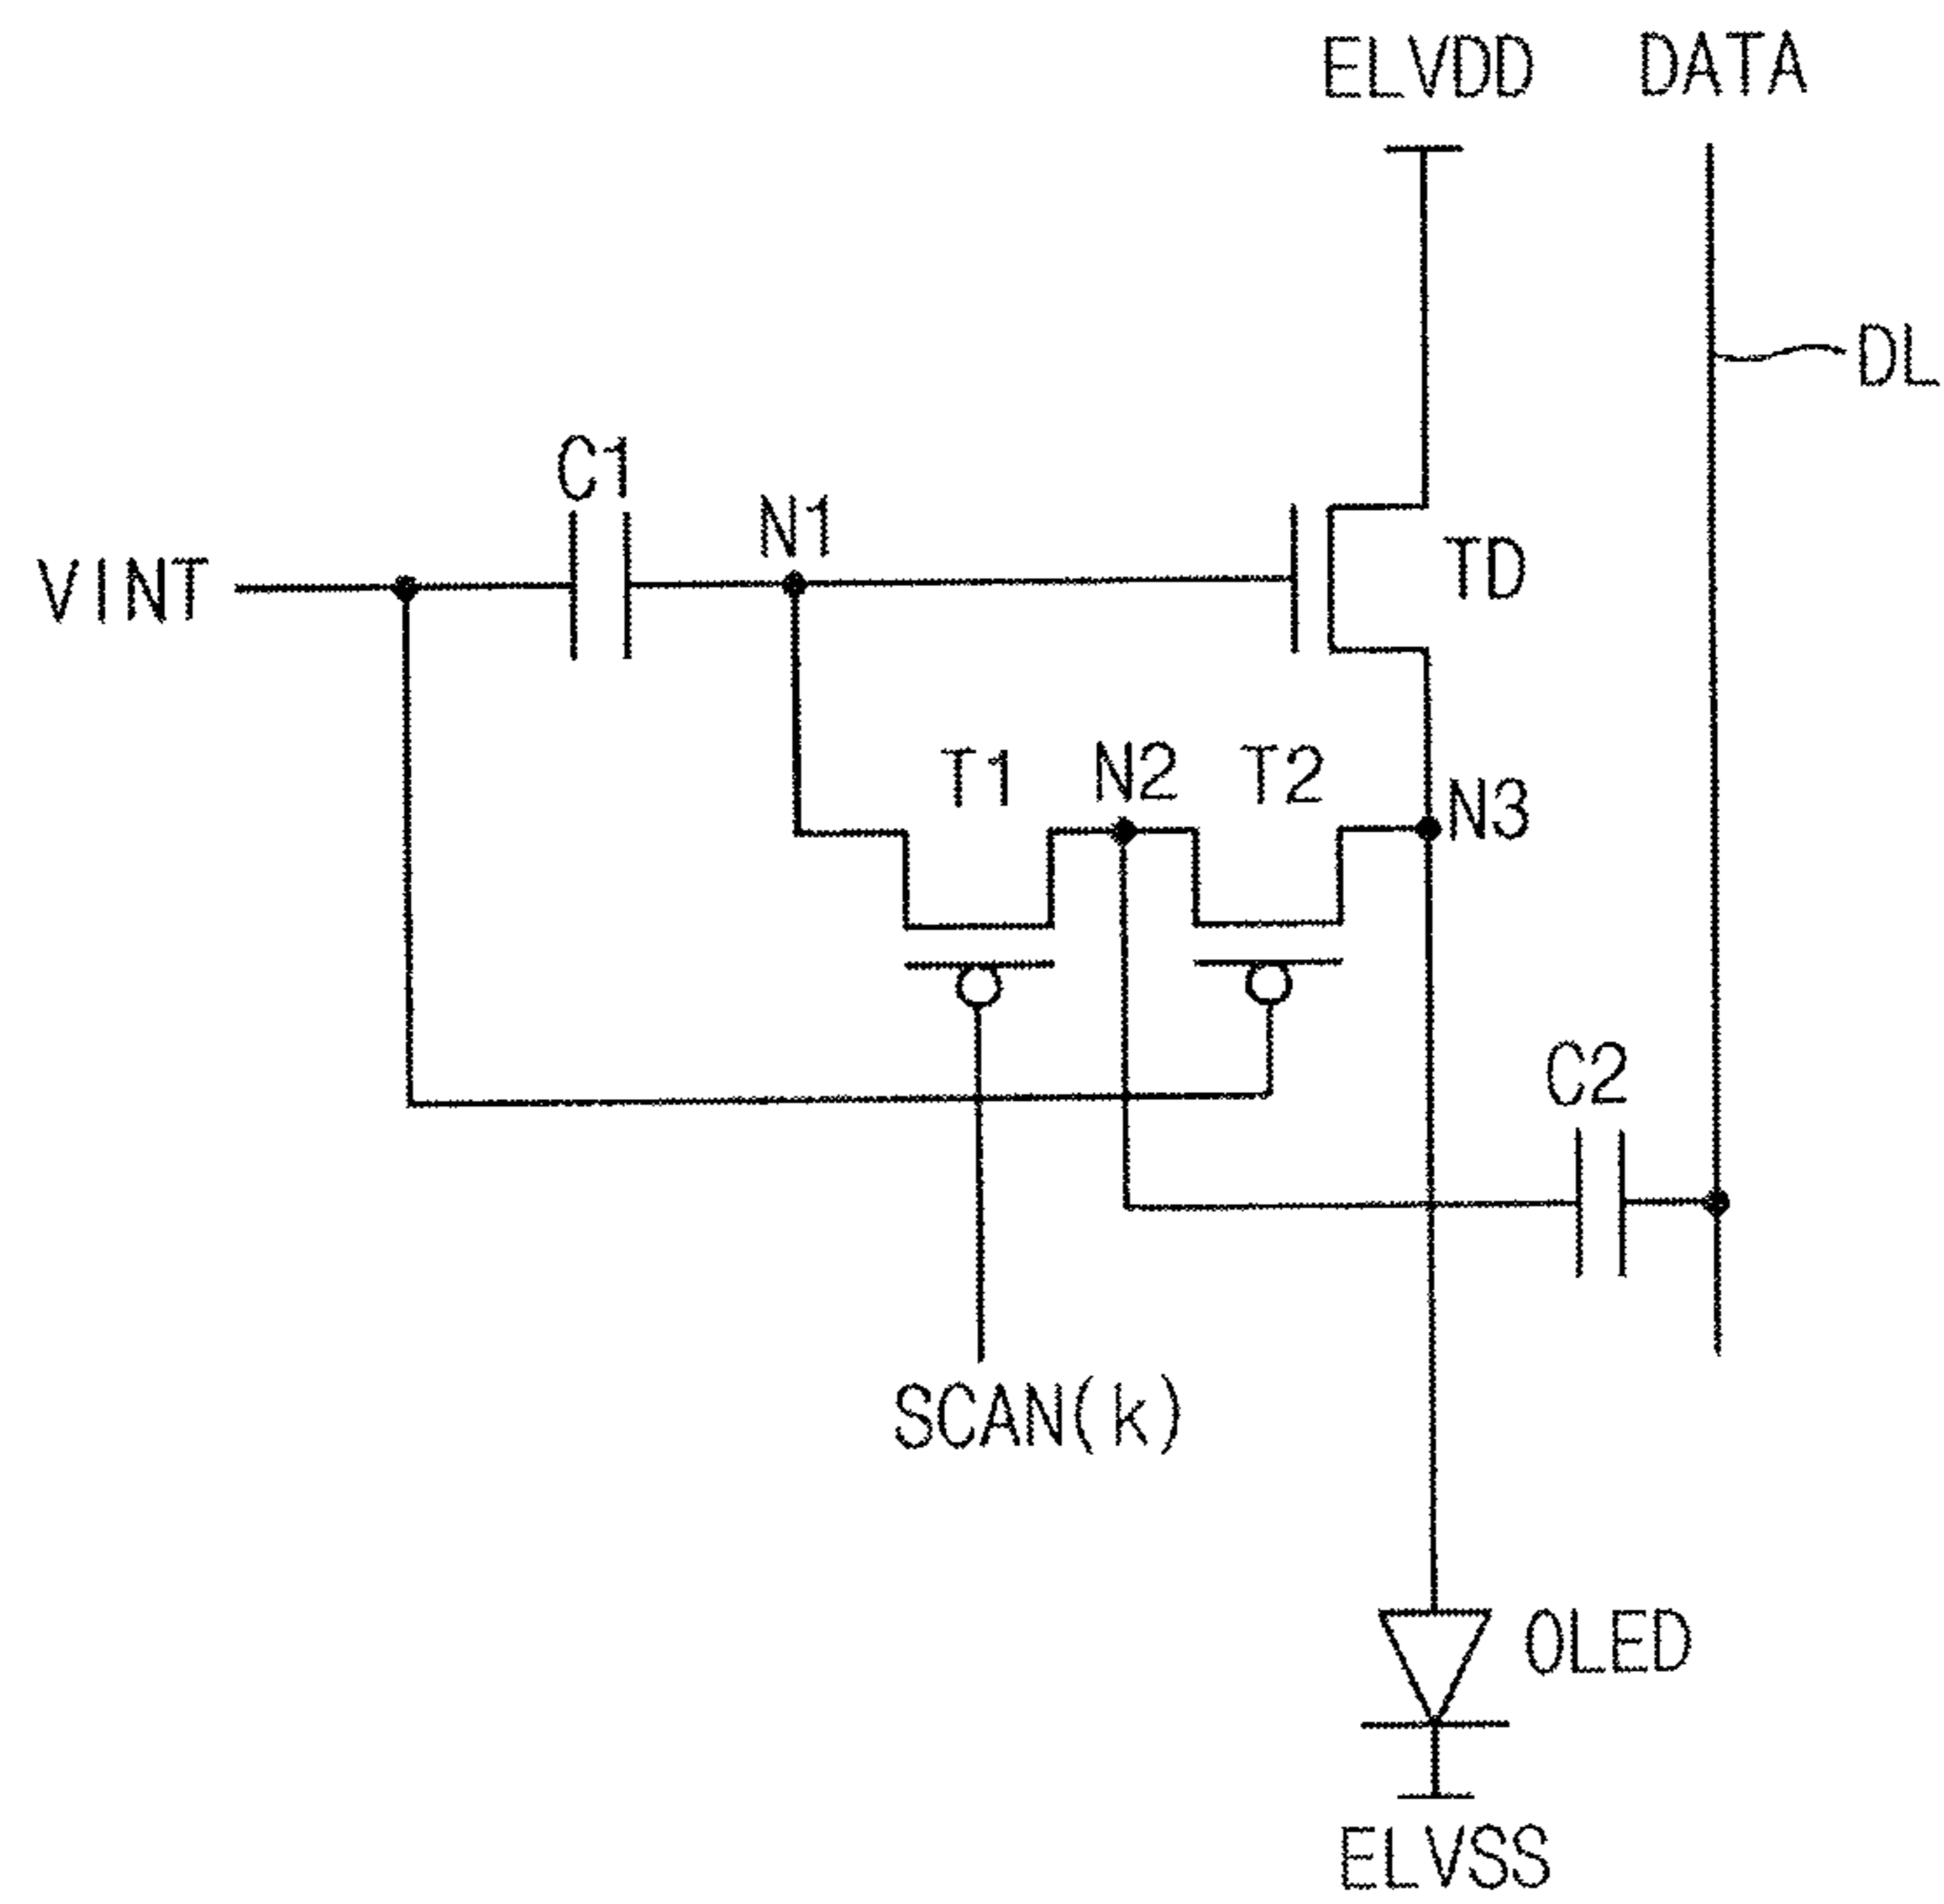 ELVDD
DATA
DL
C1
N1
VINT
TD
T1
N2
T2
N3
C2
SCAN(k)
OLED
ELVSS